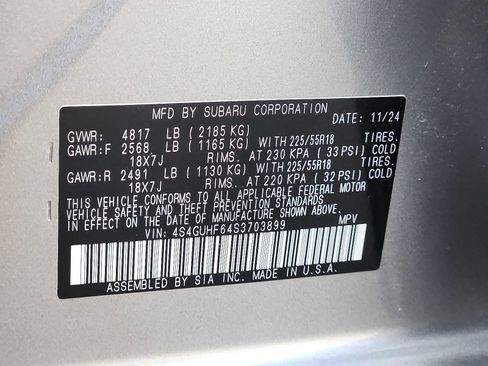 MFD BY SUBARU CORPORATION DATE: 11/24
GVWR: 4817 LB (2185 KG)
GAWR:F 2568 LB (1165 KG) WITH 225/55R18 TIRES.
18X7J RIMS. AT 230 KPA (33 PSI) COLD
GAWR:R 2491 LB (1130 KG) WITH 225/55R18 TIRES.
18X7J RIMS. AT 220 KPA (32 PSI) COLD
THIS VEHICLE CONFORMS TO ALL APPLICABLE FEDERAL MOTOR
VEHICLE SAFETY AND THEFT PREVENTION STANDARDS
IN EFFECT ON THE DATE OF MANUFACTURE SHOWN ABOVE.
VIN: 4S4GUHF64S3703899 MPV
ASSEMBLED BY SIA INC. MADE IN U.S.A.